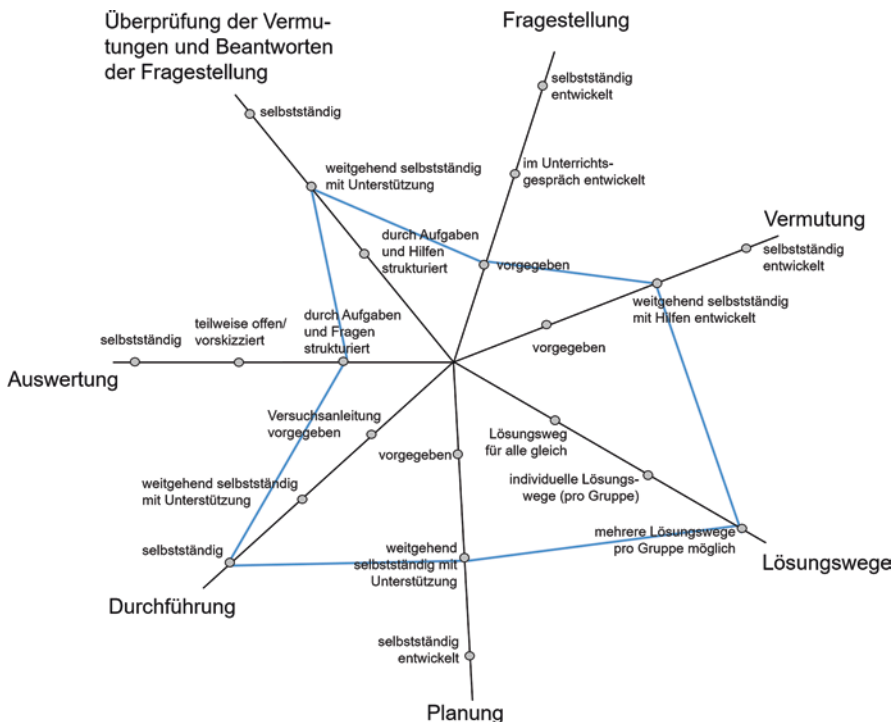 Überprüfung der Vermu-
tungen und Beantworten
der Fragestellung
selbstständig
weitgehend selbstständig
mit Unterstützung
durch Aufgaben
und Hilfen
strukturiert
Fragestellung
selbstständig
entwickelt
im Unterrichts-
gespräch entwickelt
vorgegeben
Vermutung
selbstständig
entwickelt
weitgehend selbstständig
mit Hilfen entwickelt
vorgegeben
Lösungsweg
für alle gleich
individuelle Lösungs-
wege (pro Gruppe)
mehrere Lösungswege
pro Gruppe möglich
Lösungswege
vorgegeben
weitgehend
selbstständig mit
Unterstützung
selbstständig
entwickelt
Planung
Versuchsanleitung
vorgegeben
weitgehend selbstständig
mit Unterstützung
selbstständig
Durchführung
durch Aufgaben
und Fragen
strukturiert
teilweise offen/
vorskizziert
selbstständig
Auswertung